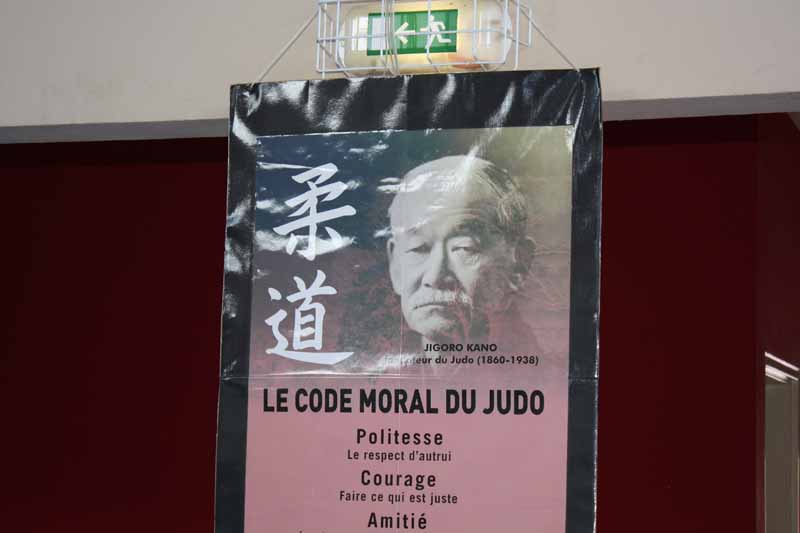 柔道
JIGORO KANO
du Judo (1860-1938)
LE CODE MORAL DU JUDO
Politesse
Le respect d'autrui
Courage
Faire ce qui est juste
Amitié